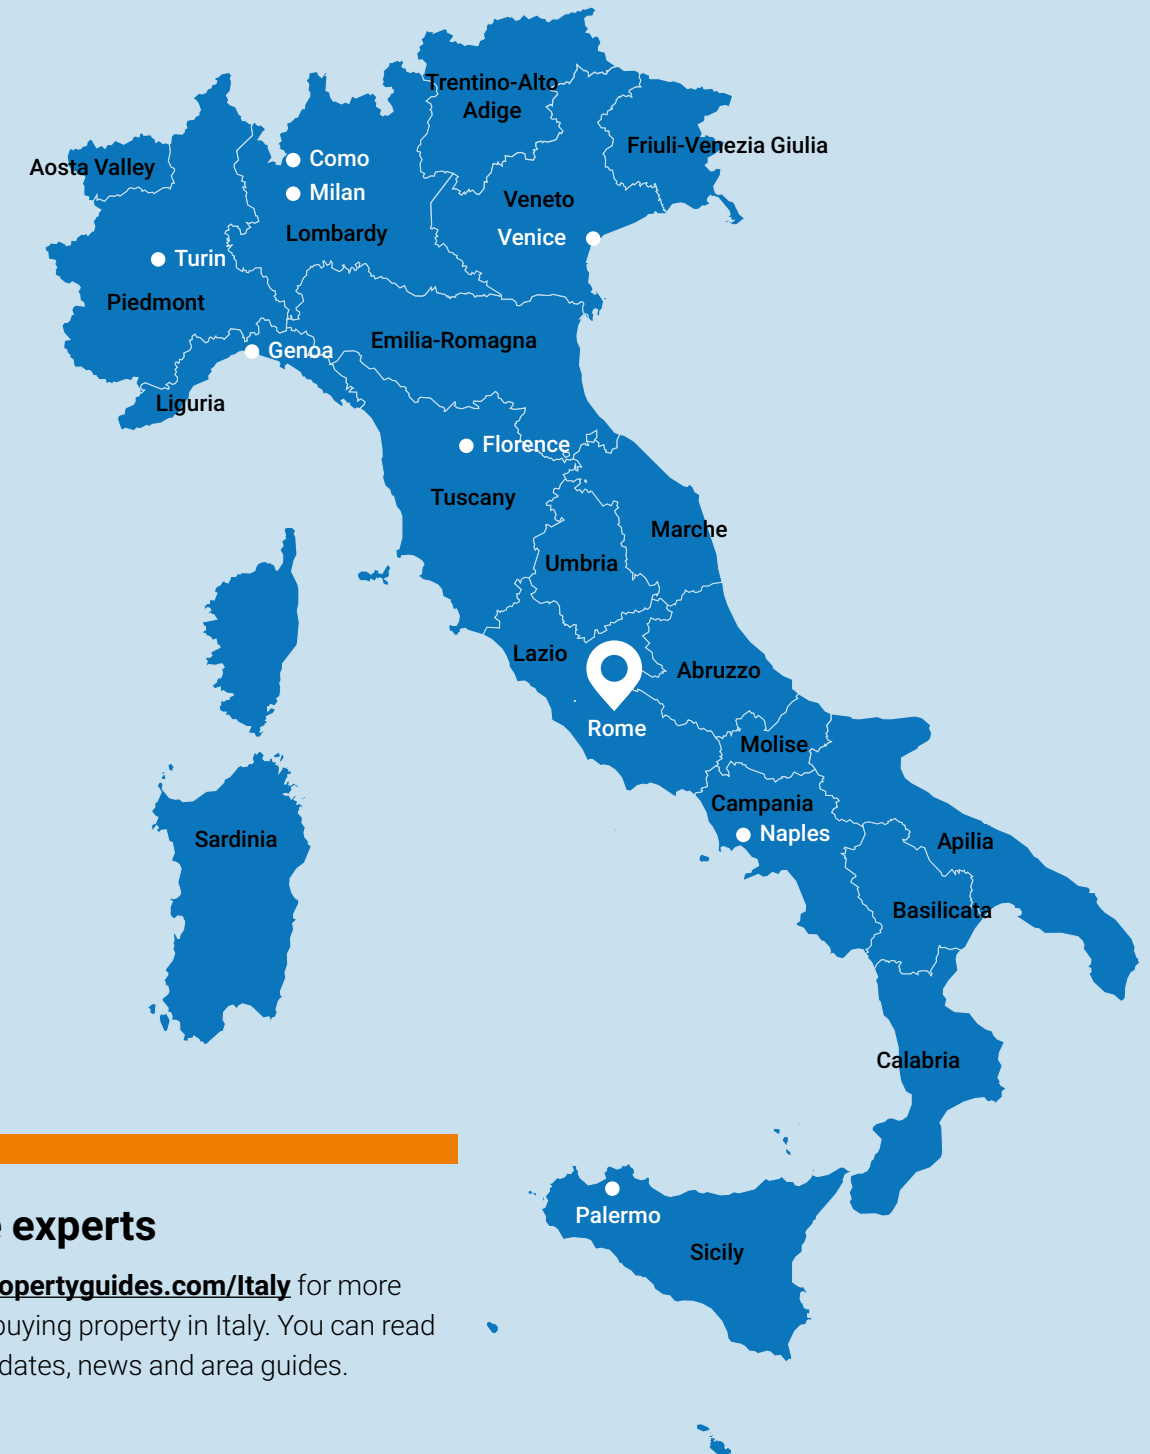 Trentino-Alto
Adige
Friuli-Venezia Giulia
Aosta Valley
Como
Milan
Veneto
Lombardy
Venice
Turin
Piedmont
Emilia-Romagna
Genoa
Liguria
Florence
Tuscany
Marche
Umbria
Lazio
Abruzzo
Rome
Molise
Campania
Naples
Sardinia
Apilia
Basilicata
Calabria
Palermo
Sicily
experts
opertyguides.com/Italy for more
buying property in Italy. You can read
dates, news and area guides.